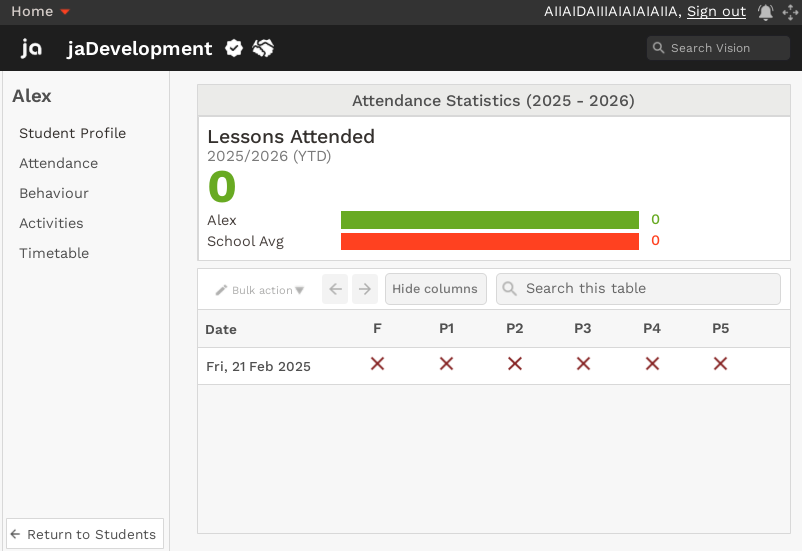 Home
AIIAIDAIIIAIAIAIAIIA, Sign out
ja jaDevelopment
Search Vision
Alex
Student Profile
Attendance
Behaviour
Activities
Timetable
Return to Students
Attendance Statistics (2025 - 2026)
Lessons Attended
2025/2026 (YTD)
0
Alex 0
School Avg 0
Bulk action Hide columns Search this table
Date F P1 P2 P3 P4 P5
Fri, 21 Feb 2025